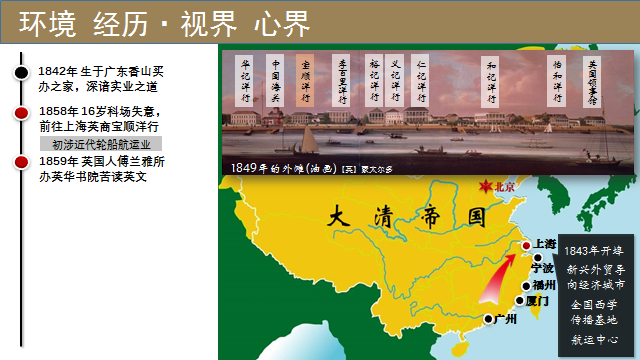 环境 经历·视界 心界
1842年 生于广东香山买
办之家，深谙实业之道
1858年 16岁科场失意，
前往上海英商宝顺洋行
初涉近代轮船航运业
1859年 英国人傅兰雅所
办英华书院苦读英文
华记洋行
中国海关
宝顺洋行
李百里洋行
裕记洋行
义记洋行
仁记洋行
和记洋行
怡和洋行
英国领事馆
1849年的外滩(油画) [英] 蒙大尔多
北京
大清帝国
上海
宁波
福州
厦门
广州
1843年开埠
新兴外贸导
向经济城市
全国西学
传播基地
航运中心